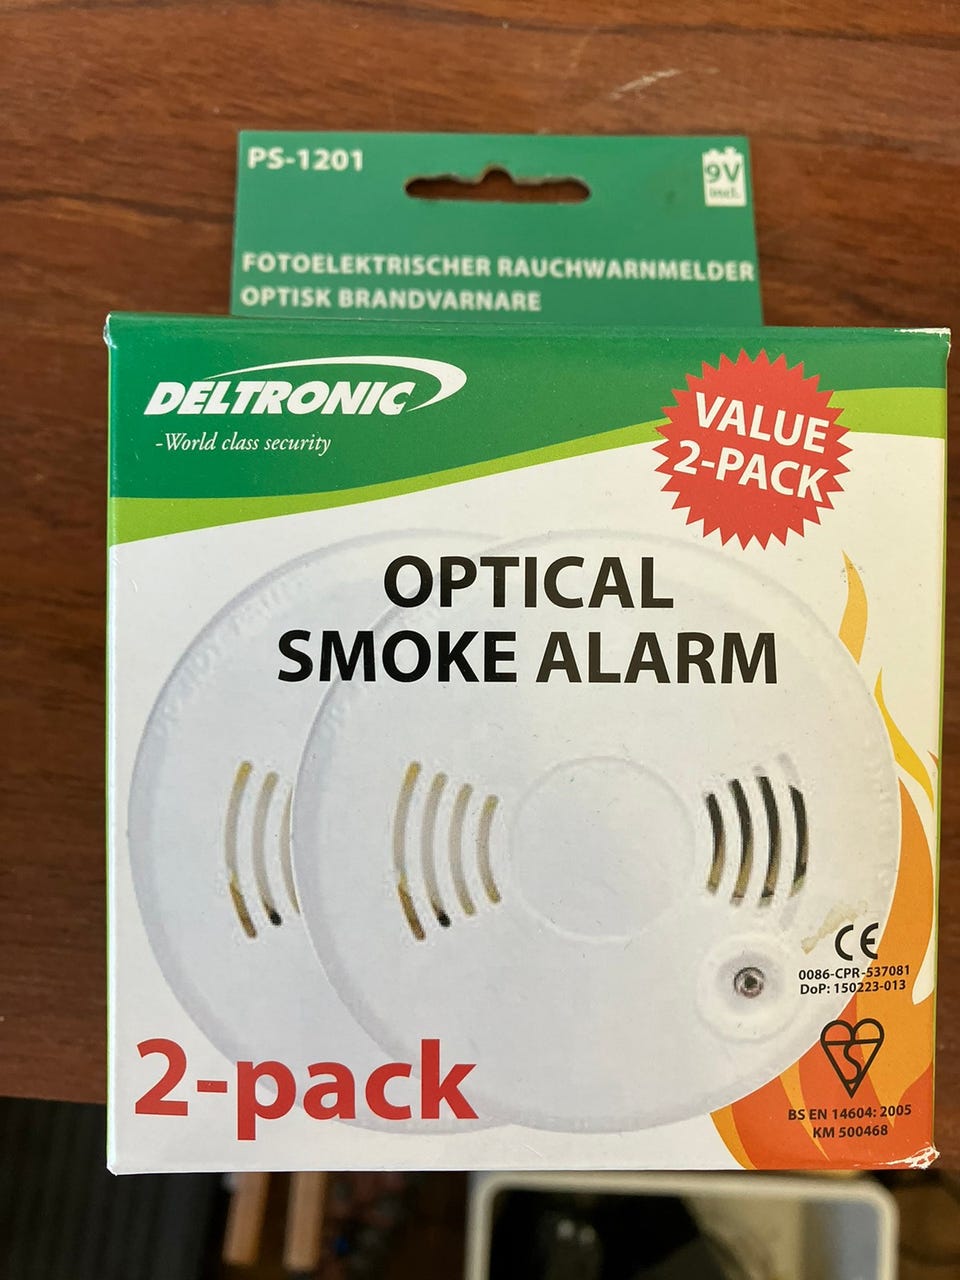 PS-1201
9V
incl.
FOTOELEKTRISCHER RAUCHWARNMELDER
OPTISK BRANDVARNARE
DELTRONIC
-World class security
VALUE
2-PACK
OPTICAL
SMOKE ALARM
CE
0086-CPR-537081
DoP: 150223-013
2-pack
S
BS EN 14604: 2005
KM 500468